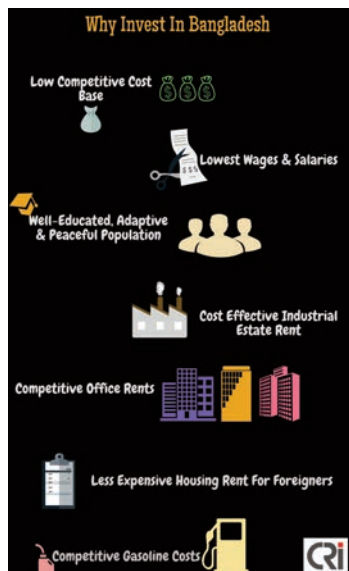 Why Invest In Bangladesh
Low Competitive Cost
Base
$ $ $
$$$
Lowest Wages & Salaries
Well-Educated, Adaptive
& Peaceful Population
Cost Effective Industrial
Estate Rent
Competitive Office Rents
Less Expensive Housing Rent For Foreigners
Competitive Gasoline Costs
CRi